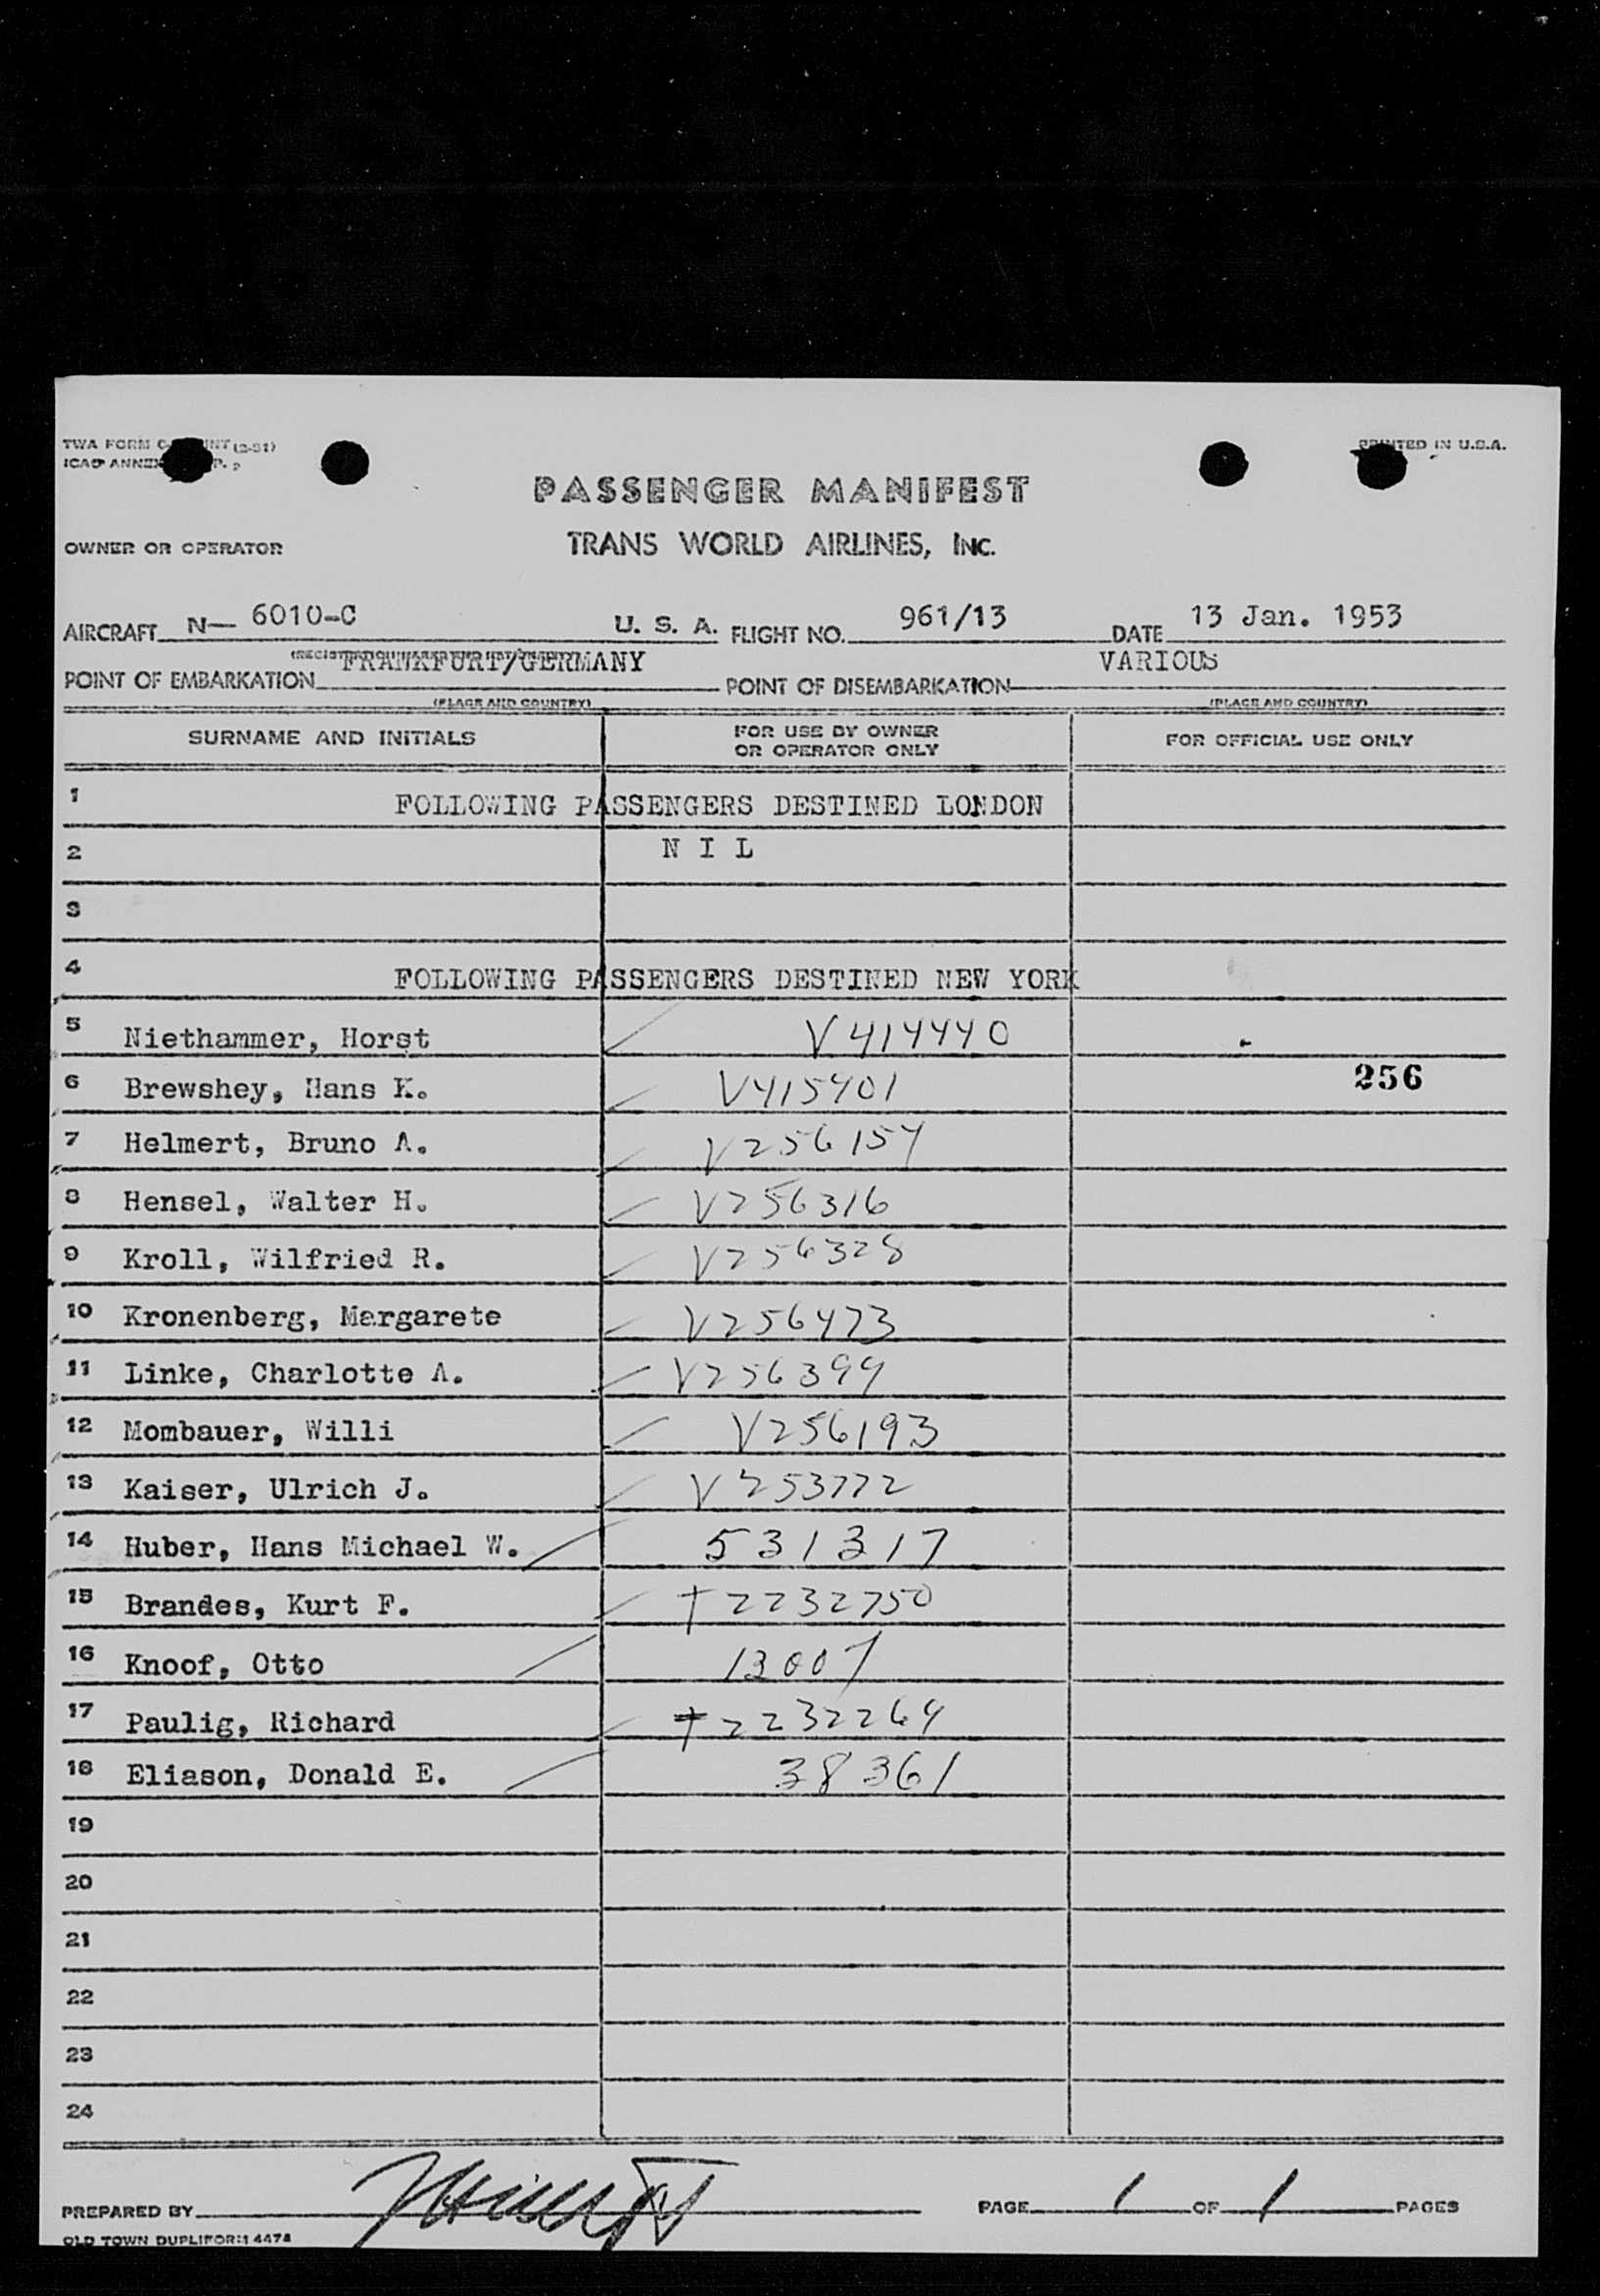 TWA FORM
(2-51)
PRINTED IN U.S.A.
ICAO ANNEX
PASSENGER MANIFEST
OWNER OR OPERATOR TRANS WORLD AIRLINES, INC.
AIRCRAFT N— 6010-C U. S. A. FLIGHT NO. 961/13 DATE 13 Jan. 1953
POINT OF EMBARKATION FRANKFURT/GERMANY POINT OF DISEMBARKATION VARIOUS
(PLACE AND COUNTRY) (PLACE AND COUNTRY)
SURNAME AND INITIALS FOR USE BY OWNER OR OPERATOR ONLY FOR OFFICIAL USE ONLY
1 FOLLOWING PASSENGERS DESTINED LONDON
2 N I L
3
4 FOLLOWING PASSENGERS DESTINED NEW YORK
5 Niethammer, Horst V414440
6 Brewshey, Hans K. V415401 256
7 Helmert, Bruno A. V256154
8 Hensel, Walter H. V256316
9 Kroll, Wilfried R. V256328
10 Kronenberg, Margarete V256473
11 Linke, Charlotte A. V256399
12 Mombauer, Willi V256193
13 Kaiser, Ulrich J. V253772
14 Huber, Hans Michael W. 531317
15 Brandes, Kurt F. T2232750
16 Knoof, Otto 13007
17 Paulig, Richard T2232264
18 Eliason, Donald E. 38361
19
20
21
22
23
24
PREPARED BY PAGE 1 OF 1 PAGES
OLD TOWN DUPLIFORM 4474